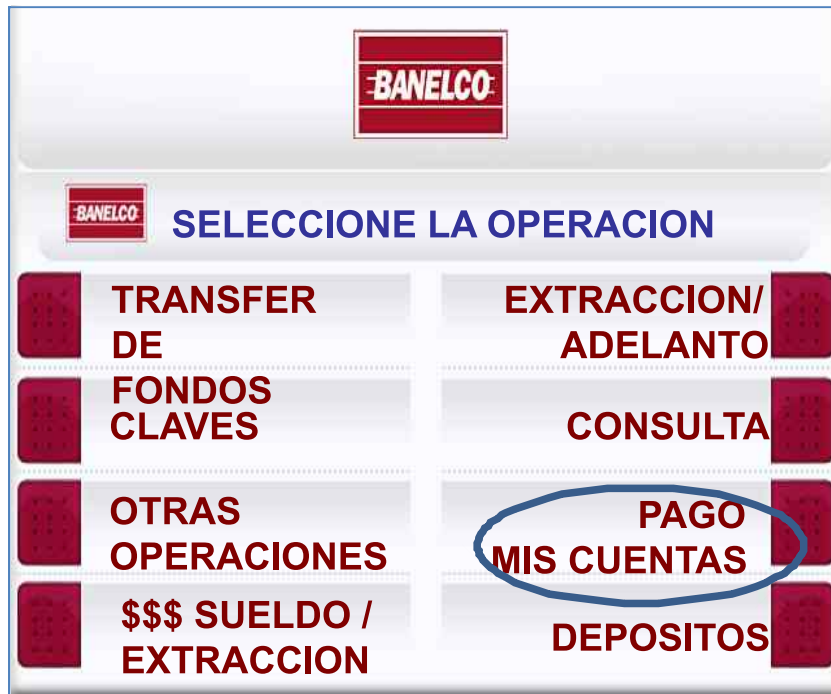 BANELCO
BANELCO
SELECCIONE LA OPERACION
TRANSFER
DE
FONDOS
EXTRACCION/
ADELANTO
CLAVES
CONSULTA
OTRAS
OPERACIONES
PAGO
MIS CUENTAS
$$$ SUELDO /
EXTRACCION
DEPOSITOS